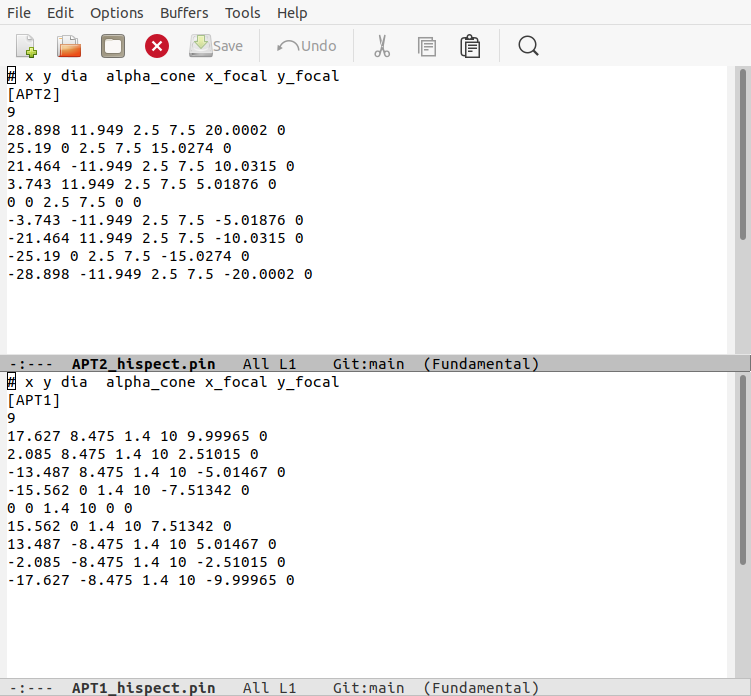 File Edit Options Buffers Tools Help
Save Undo
# x y dia  alpha_cone x_focal y_focal
[APT2]
9
28.898 11.949 2.5 7.5 20.0002 0
25.19 0 2.5 7.5 15.0274 0
21.464 -11.949 2.5 7.5 10.0315 0
3.743 11.949 2.5 7.5 5.01876 0
0 0 2.5 7.5 0 0
-3.743 -11.949 2.5 7.5 -5.01876 0
-21.464 11.949 2.5 7.5 -10.0315 0
-25.19 0 2.5 7.5 -15.0274 0
-28.898 -11.949 2.5 7.5 -20.0002 0
-:---  APT2_hispect.pin   All L1    Git:main  (Fundamental)
# x y dia  alpha_cone x_focal y_focal
[APT1]
9
17.627 8.475 1.4 10 9.99965 0
2.085 8.475 1.4 10 2.51015 0
-13.487 8.475 1.4 10 -5.01467 0
-15.562 0 1.4 10 -7.51342 0
0 0 1.4 10 0 0
15.562 0 1.4 10 7.51342 0
13.487 -8.475 1.4 10 5.01467 0
-2.085 -8.475 1.4 10 -2.51015 0
-17.627 -8.475 1.4 10 -9.99965 0
-:---  APT1_hispect.pin   All L1    Git:main  (Fundamental)